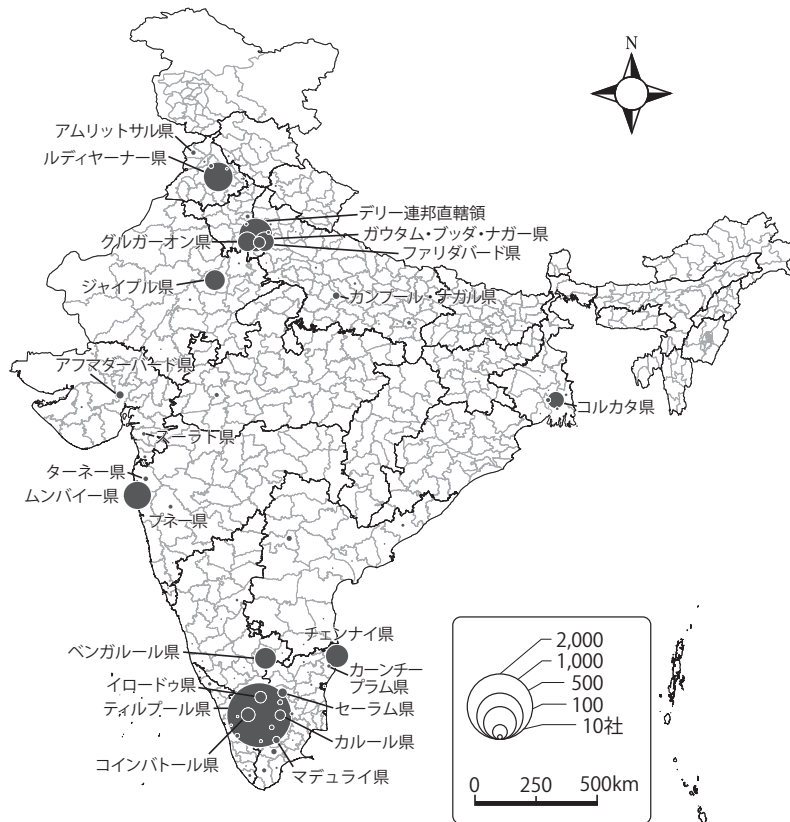 N
アムリットサル県
ルディヤーナー県
デリー連邦直轄領
ガウタム・ブッダ・ナガー県
グルガーオン県
ファリダバード県
ジャイプル県
カンプール・ナガル県
アフマダーバード県
コルカタ県
スーラト県
ターネー県
ムンバイー県
プネー県
チェンナイ県
ベンガルール県
カーンチー
プラム県
イロードゥ県
ティルプール県
セーラム県
カルール県
コインバトール県
マデュライ県
2,000
1,000
500
100
10社
0 250 500km